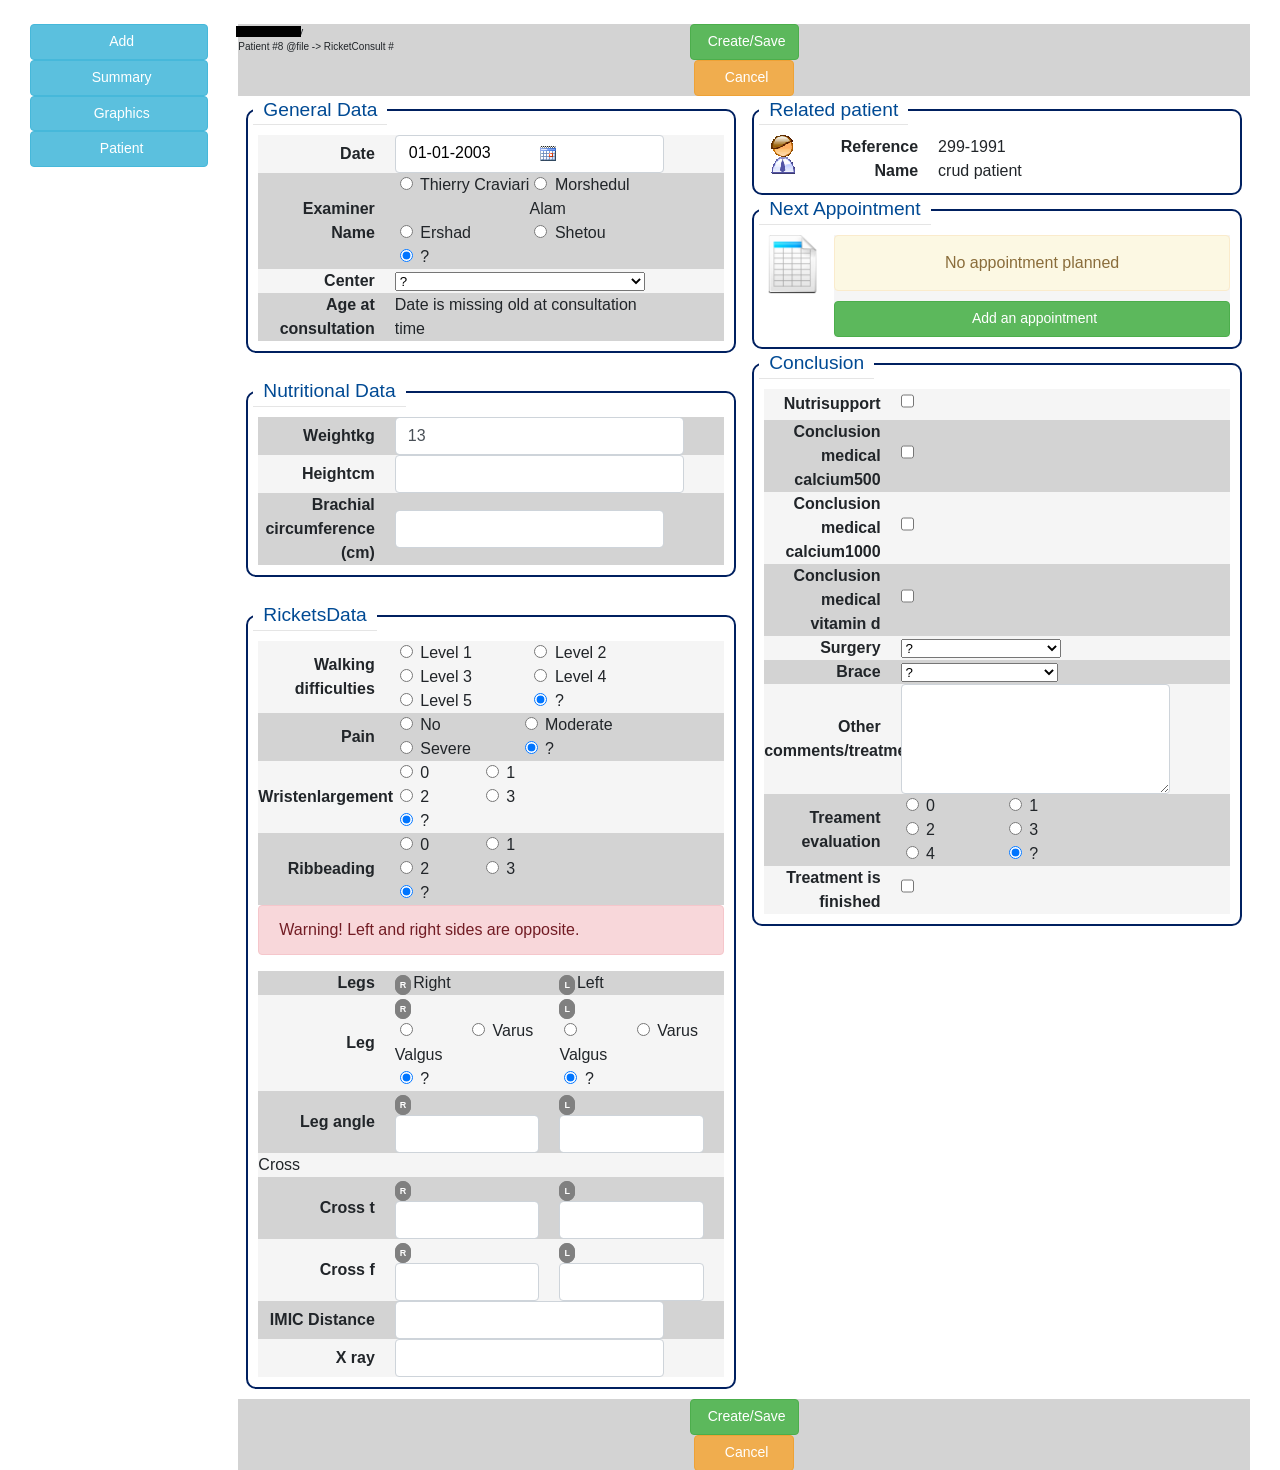 Add
Summary
Graphics
Patient
Patient #8 @file -> RicketConsult #
Create/Save
Cancel
General Data
Date 01-01-2003
Examiner Name
Thierry Craviari Morshedul Alam
Ershad Shetou
?
Center ?
Age at consultation
Date is missing old at consultation time
Nutritional Data
Weightkg 13
Heightcm
Brachial circumference (cm)
RicketsData
Walking difficulties
Level 1 Level 2
Level 3 Level 4
Level 5 ?
Pain
No Moderate
Severe ?
Wristenlargement
0 1
2 3
?
Ribbeading
0 1
2 3
?
Warning! Left and right sides are opposite.
Legs R Right L Left
Leg
R L
Valgus Varus Valgus Varus
? ?
Leg angle R L
Cross
Cross t R L
Cross f R L
IMIC Distance
X ray
Related patient
Reference 299-1991
Name crud patient
Next Appointment
No appointment planned
Add an appointment
Conclusion
Nutrisupport
Conclusion medical calcium500
Conclusion medical calcium1000
Conclusion medical vitamin d
Surgery ?
Brace ?
Other
comments/treatme
Treament evaluation
0 1
2 3
4 ?
Treatment is finished
Create/Save
Cancel